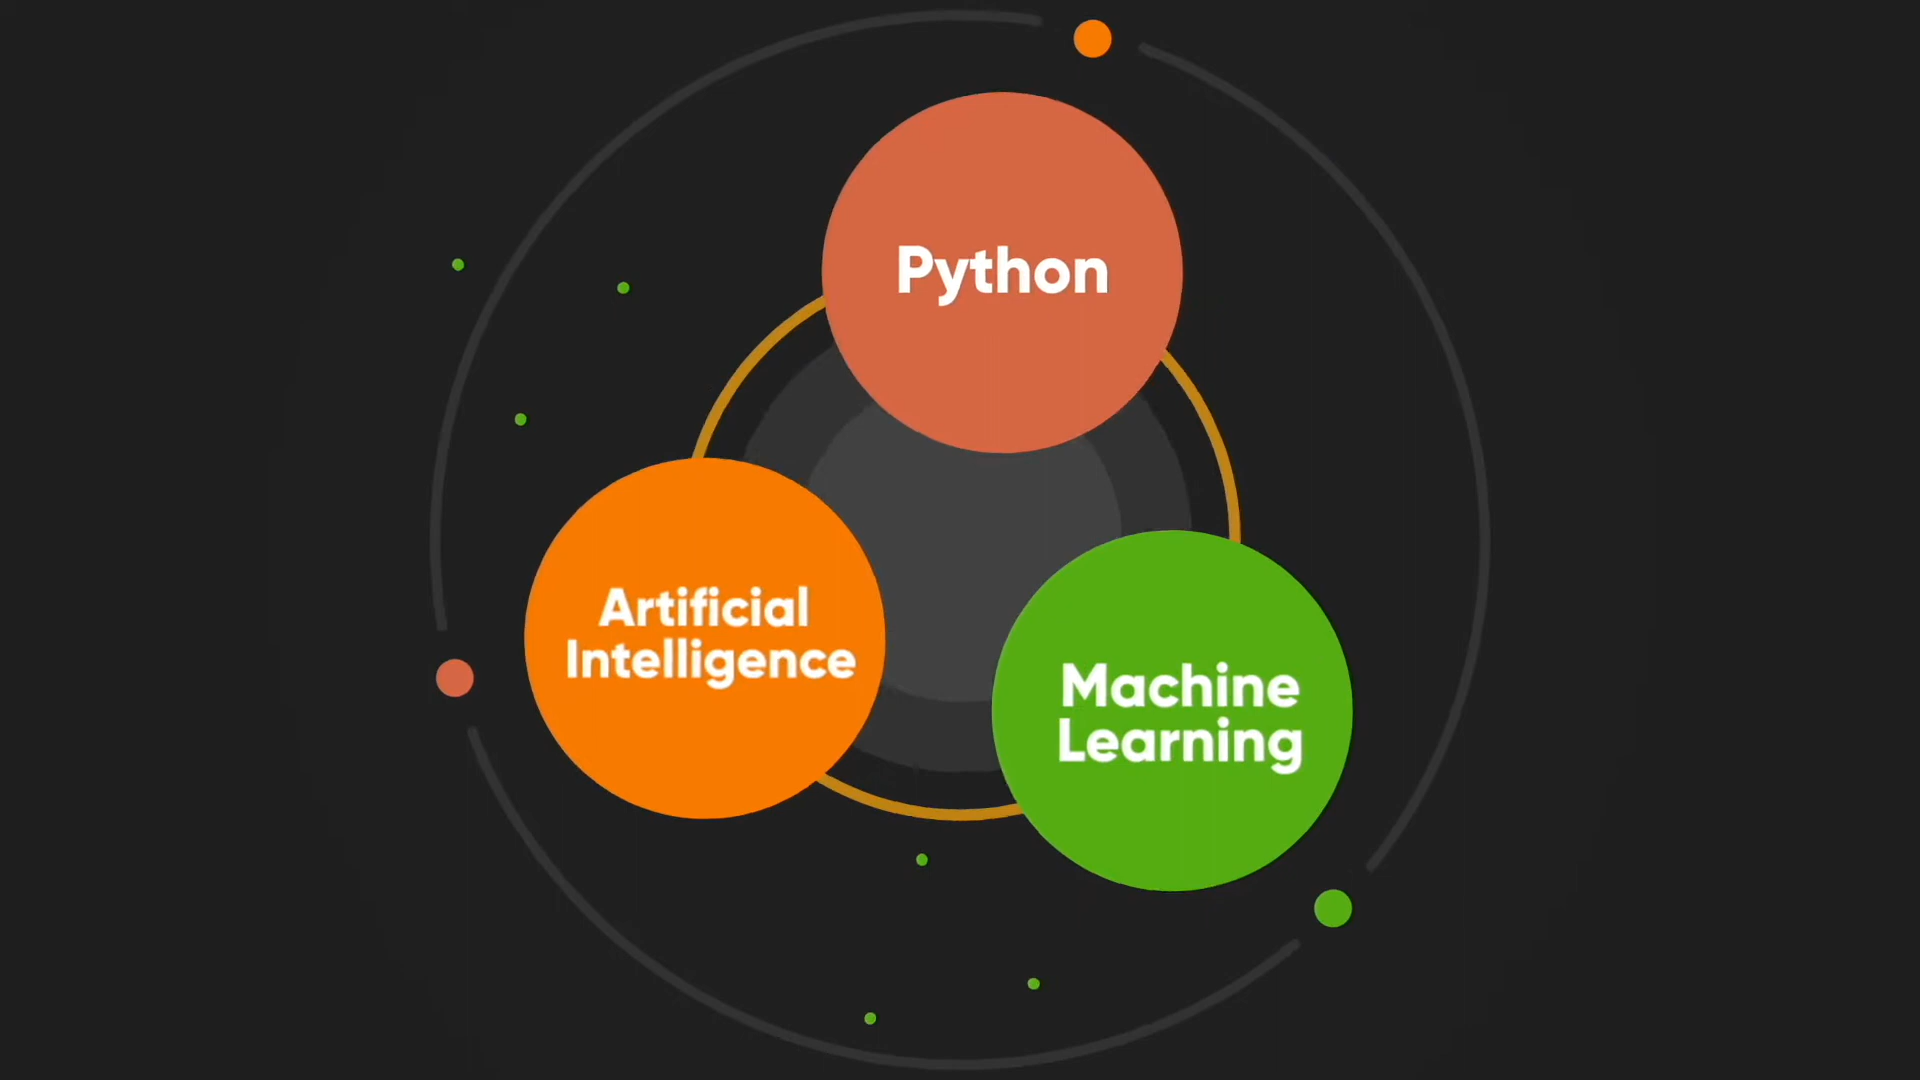 Python
Artificial
Intelligence
Machine
Learning